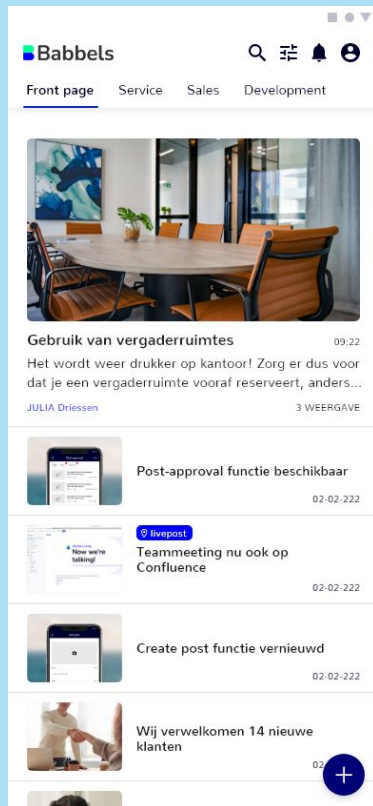 Babbels
Front page Service Sales Development
Gebruik van vergaderruimtes 09:22
Het wordt weer drukker op kantoor! Zorg er dus voor
dat je een vergaderruimte vooraf reserveert, anders...
JULIA Driessen 3 WEERGAVE
Post-approval functie beschikbaar
02-02-222
livepost
Now we're
talking!
Teammeeting nu ook op
Confluence
02-02-222
Create post functie vernieuwd
02-02-222
Wij verwelkomen 14 nieuwe
klanten
02